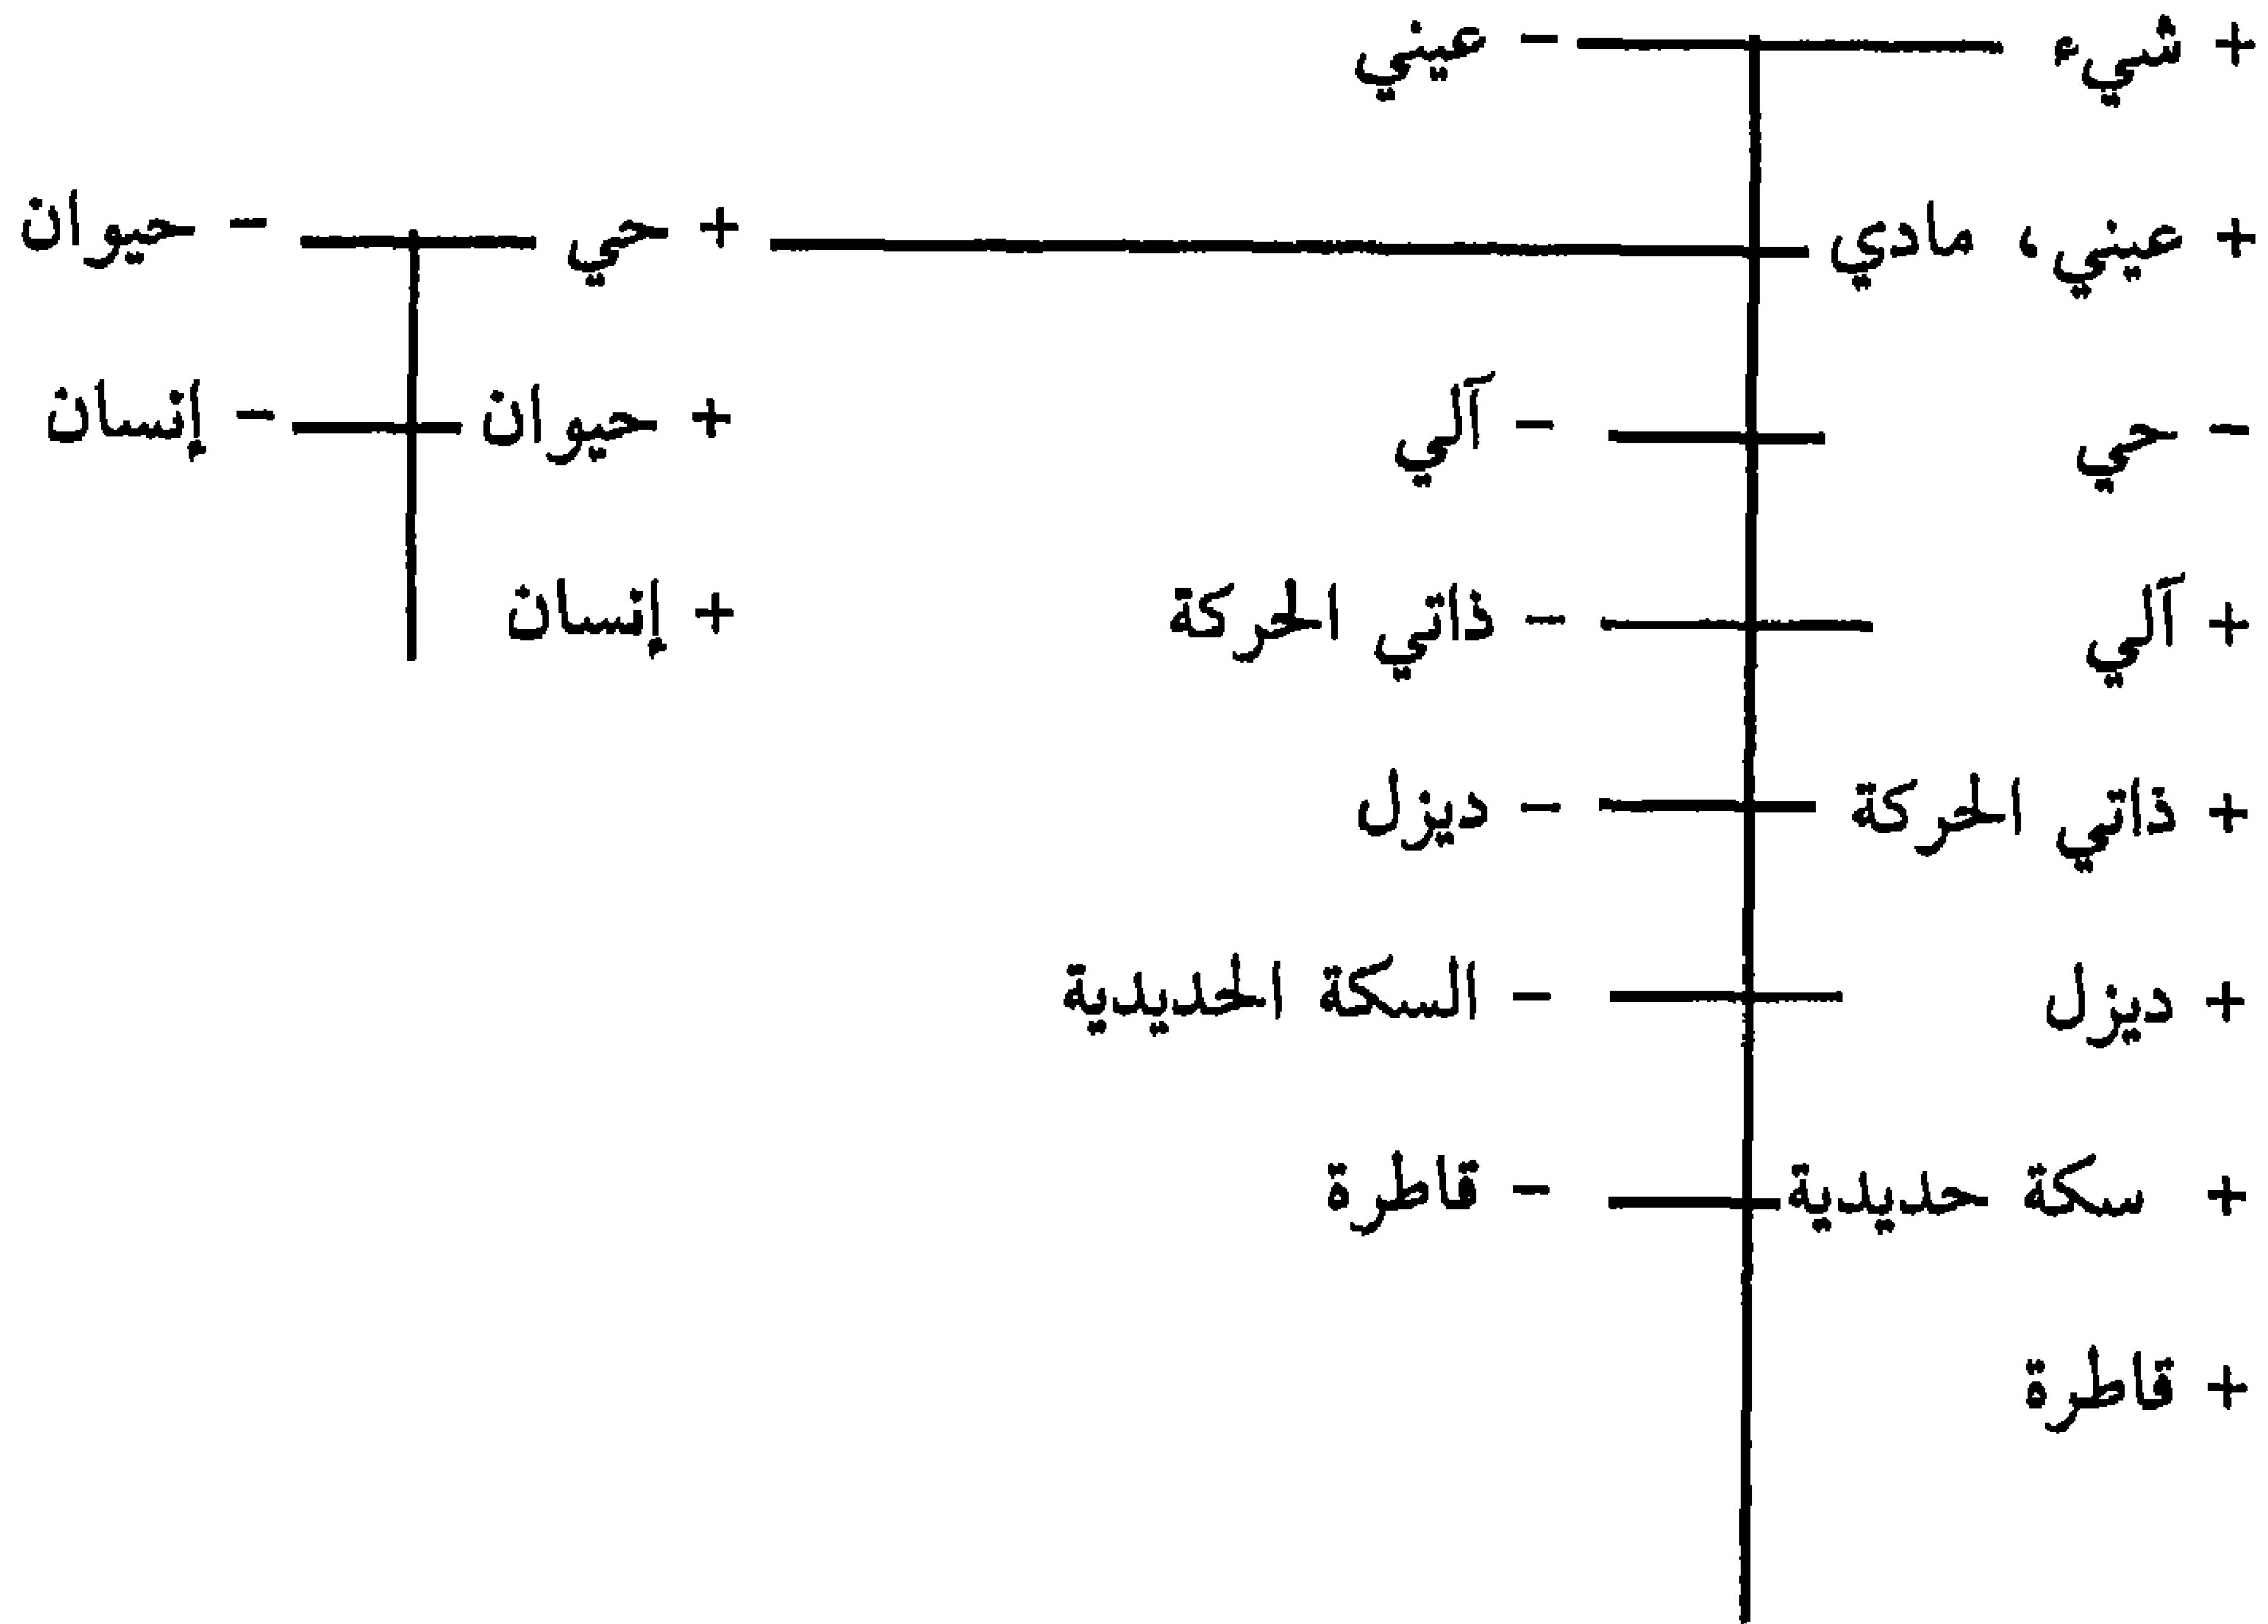 + شيء - عيني
+ عيني، مادي + حي - حيوان
- حي - آلي + حيوان - إنسان
+ آلي - ذاتي الحركة + إنسان
+ ذاتي الحركة - ديزل
+ ديزل - السكة الحديدية
+ سكة حديدية - قاطرة
+ قاطرة